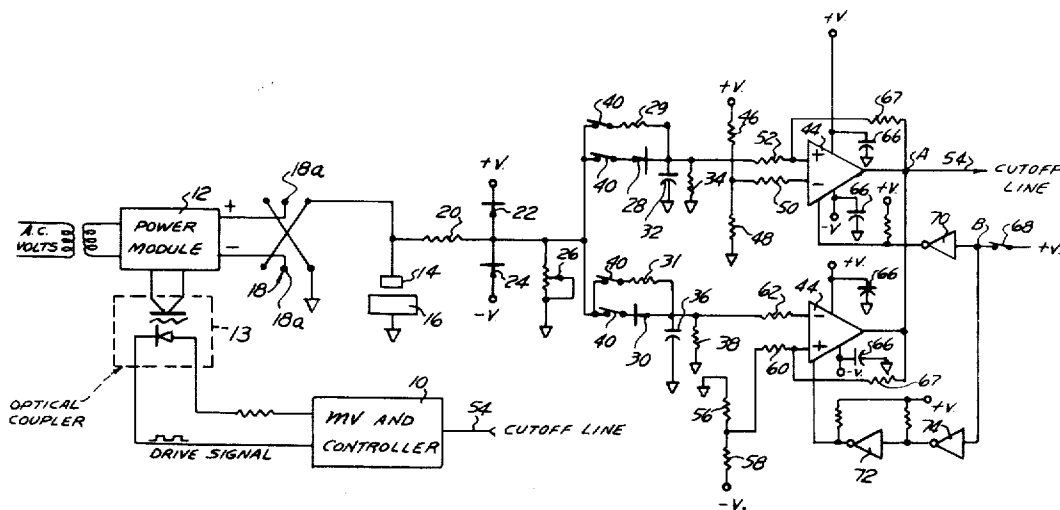 +V.
40
29
+V.
67
46
52
44
66
A
54
CUTOFF
LINE
+V.
18a
12
A.C.
VOLTS
POWER
MODULE
+
-
20
22
40
28
32
34
+
-
50
66
-V
+V
70
B
68
+V.
48
26
14
16
24
-V
18
18a
13
40
31
36
62
+V.
44
66
40
30
38
-
+
60
-V.
66
67
56
58
-V.
72
74
+V.
OPTICAL
COUPLER
10
MV AND
CONTROLLER
54
CUTOFF LINE
DRIVE SIGNAL